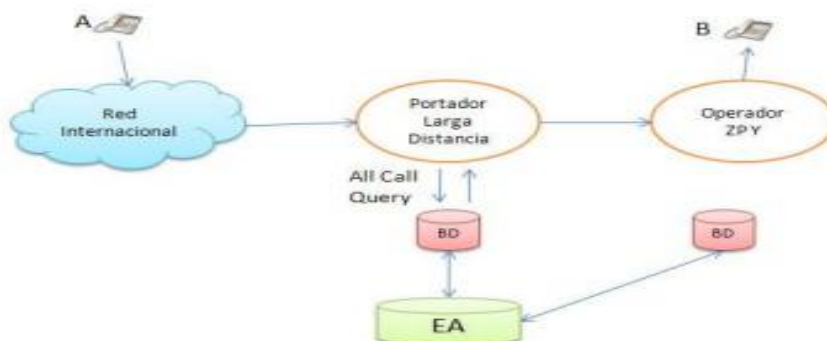 A
B
Red
Internacional
Portador
Larga
Distancia
Operador
ZPY
All Call
Query
BD
BD
EA